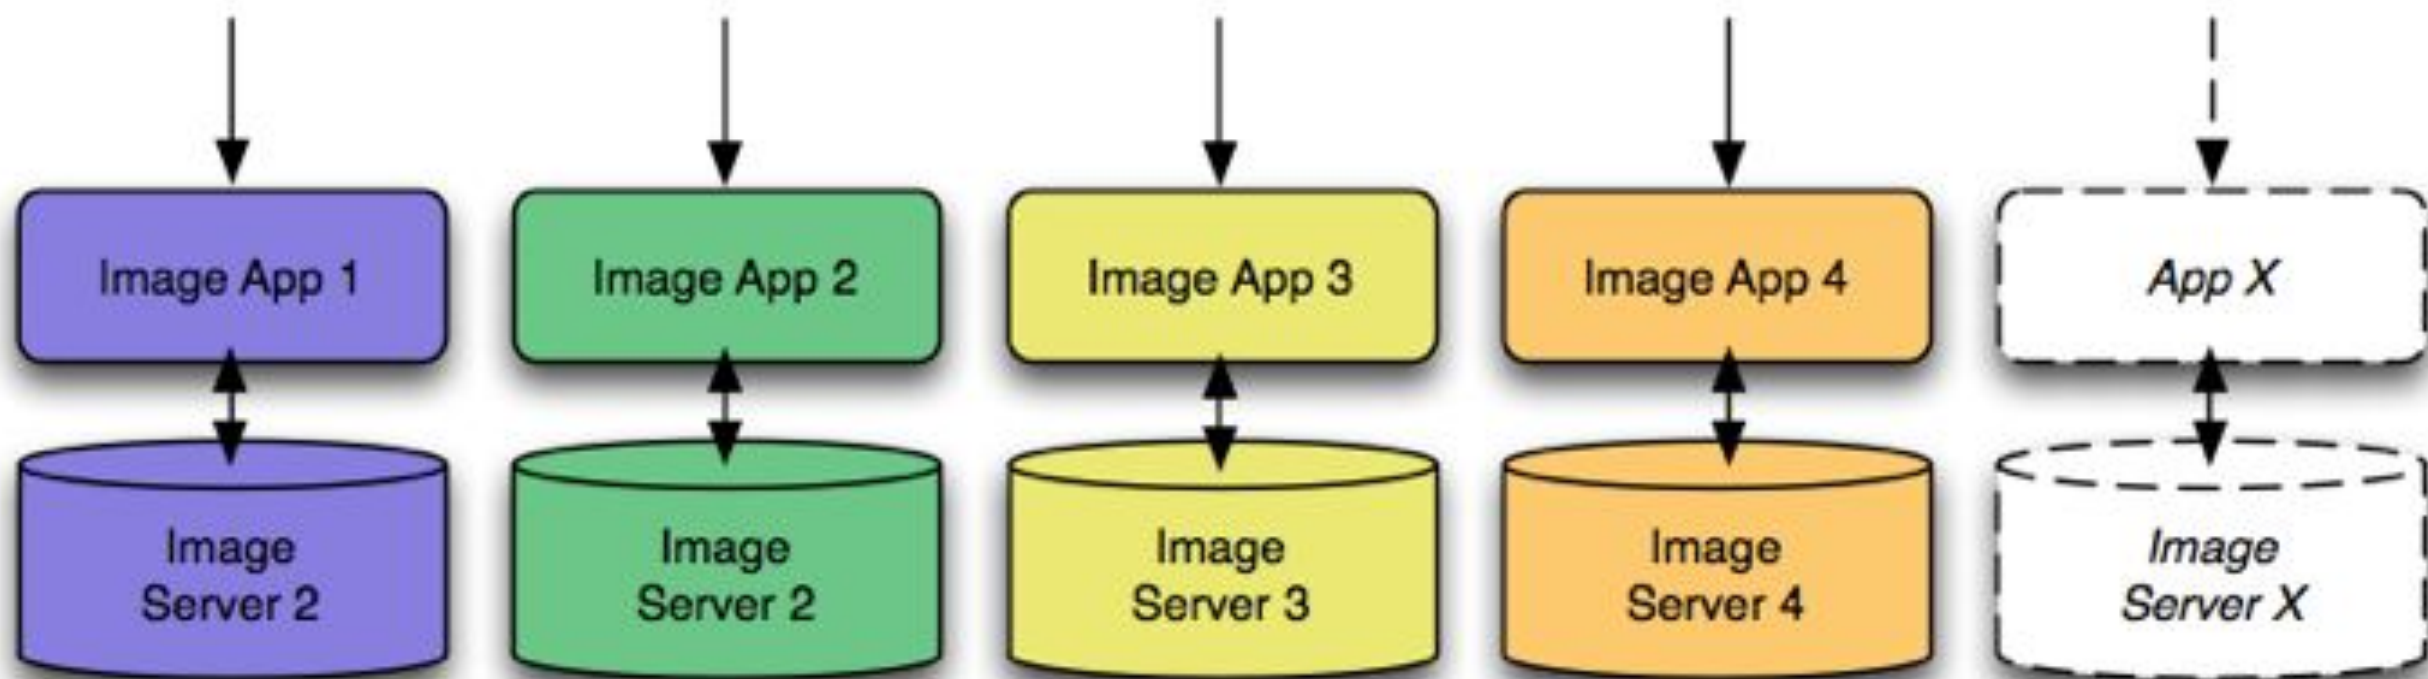 Image App 1
Image App 2
Image App 3
Image App 4
App X
Image
Server 2
Image
Server 2
Image
Server 3
Image
Server 4
Image
Server X